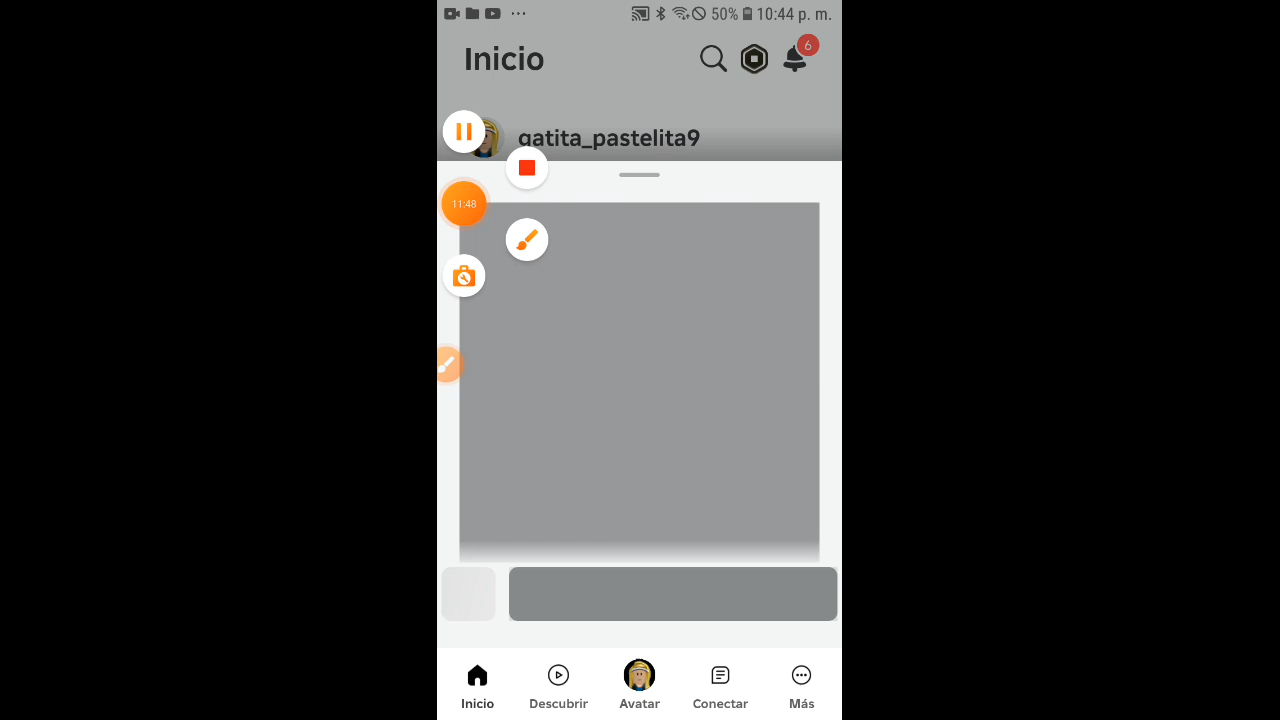 50% 10:44 p. m.
Inicio
6
gatita_pastelita9
11:48
Inicio Descubrir Avatar Conectar Más